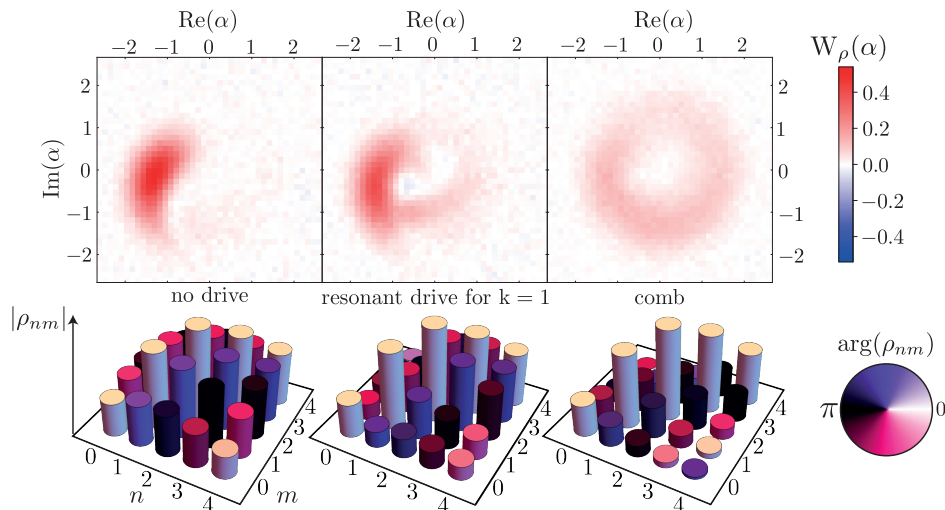 Re(α) Re(α)
−2 −1 0 1 2 −2 −1 0 1 2 −2 −1 0 1 2
W_ρ(α)
Im(α)
2 1 0 −1 −2
2 1 0 −1 −2
0.4
0.2
0.0
−0.2
−0.4
no drive resonant drive for k = 1 comb
|ρ_nm|
arg(ρ_nm)
π 0
0 1 2 3 4 0 1 2 3 4
0 1 2 3 4 0 1 2 3 4
0 1 2 3 4 0 1 2 3 4
n m